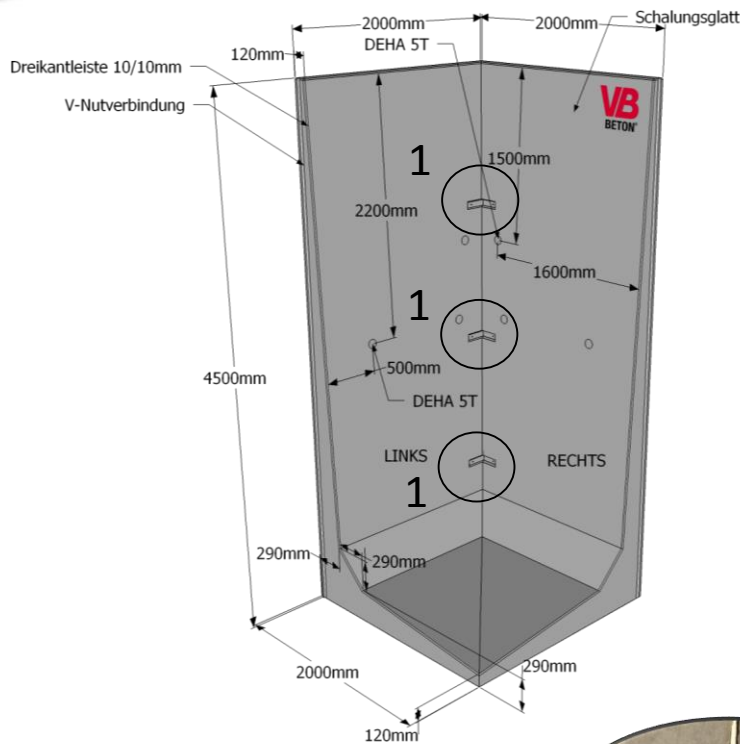 2000mm
2000mm
Schalungsglatt
DEHA 5T
120mm
Dreikantleiste 10/10mm
V-Nutverbindung
VB
BETON
1
1500mm
2200mm
1600mm
1
4500mm
500mm
DEHA 5T
LINKS
RECHTS
1
290mm
290mm
290mm
2000mm
120mm